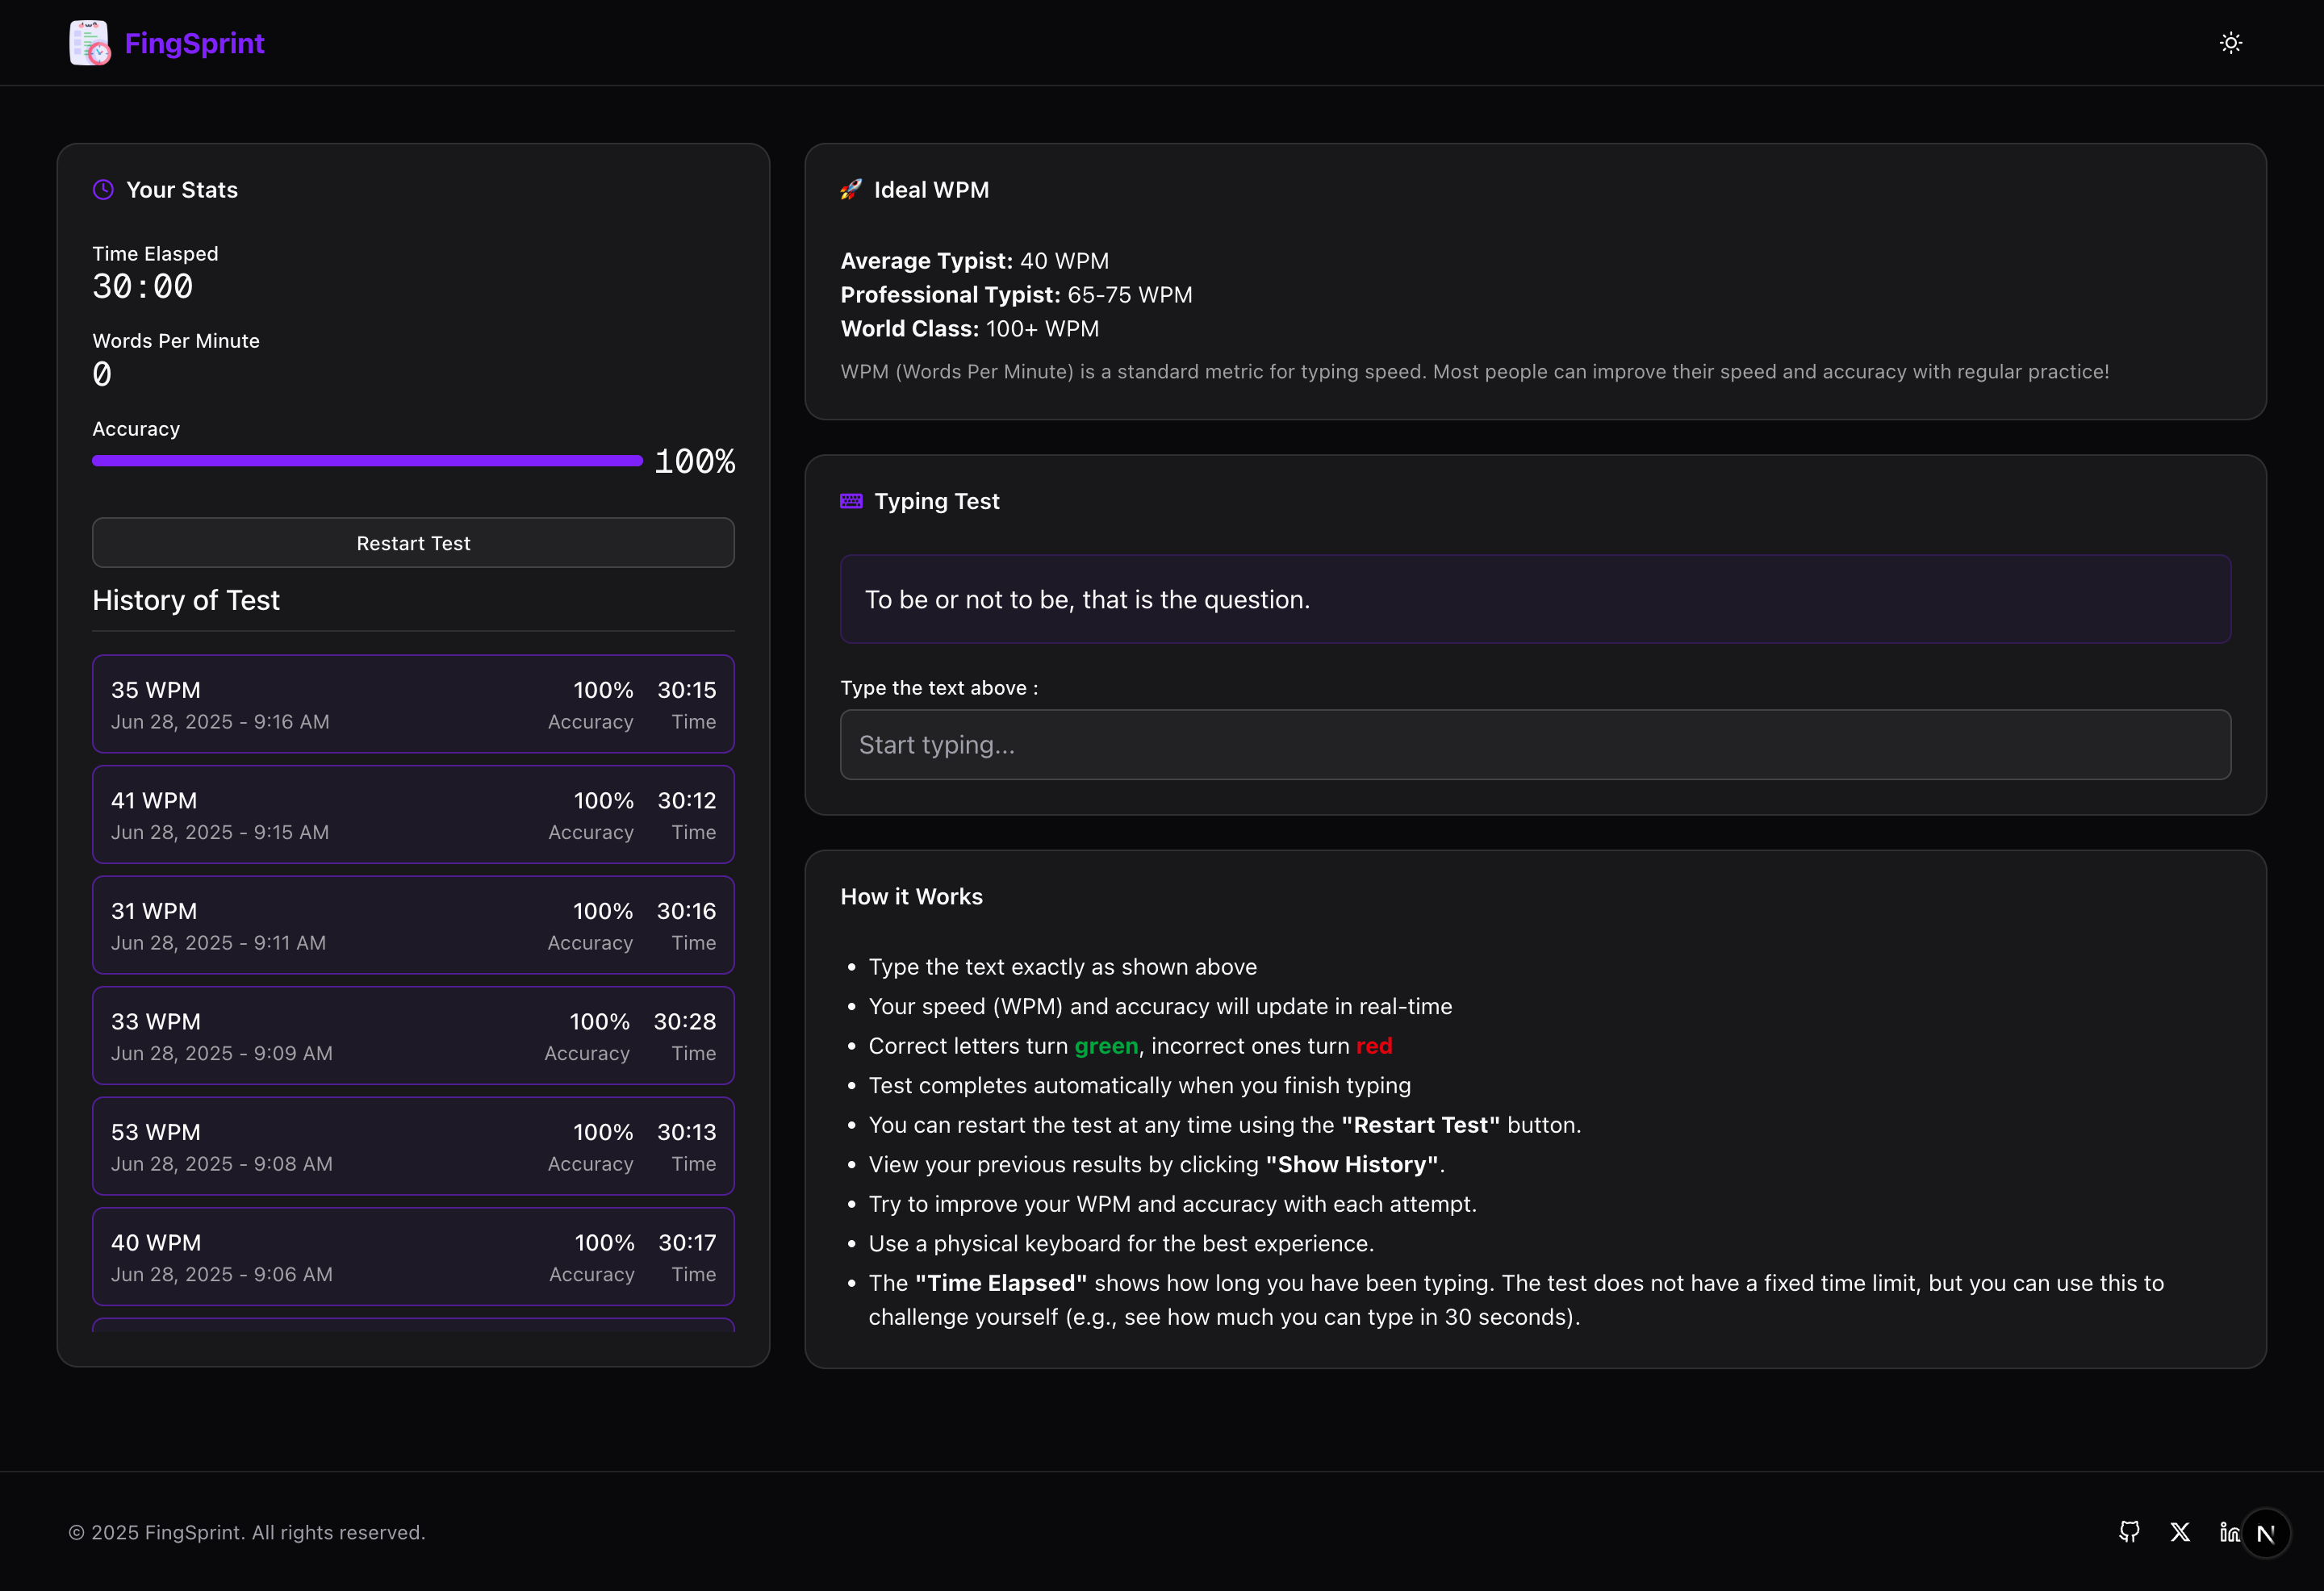 FingSprint
Your Stats
Time Elasped
30:00
Words Per Minute
0
Accuracy
100%
Restart Test
History of Test
35 WPM 100% 30:15
Jun 28, 2025 - 9:16 AM Accuracy Time
41 WPM 100% 30:12
Jun 28, 2025 - 9:15 AM Accuracy Time
31 WPM 100% 30:16
Jun 28, 2025 - 9:11 AM Accuracy Time
33 WPM 100% 30:28
Jun 28, 2025 - 9:09 AM Accuracy Time
53 WPM 100% 30:13
Jun 28, 2025 - 9:08 AM Accuracy Time
40 WPM 100% 30:17
Jun 28, 2025 - 9:06 AM Accuracy Time
🚀 Ideal WPM
Average Typist: 40 WPM
Professional Typist: 65-75 WPM
World Class: 100+ WPM
WPM (Words Per Minute) is a standard metric for typing speed. Most people can improve their speed and accuracy with regular practice!
Typing Test
To be or not to be, that is the question.
Type the text above :
Start typing...
How it Works
• Type the text exactly as shown above
• Your speed (WPM) and accuracy will update in real-time
• Correct letters turn green, incorrect ones turn red
• Test completes automatically when you finish typing
• You can restart the test at any time using the "Restart Test" button.
• View your previous results by clicking "Show History".
• Try to improve your WPM and accuracy with each attempt.
• Use a physical keyboard for the best experience.
• The "Time Elapsed" shows how long you have been typing. The test does not have a fixed time limit, but you can use this to
challenge yourself (e.g., see how much you can type in 30 seconds).
© 2025 FingSprint. All rights reserved.
N